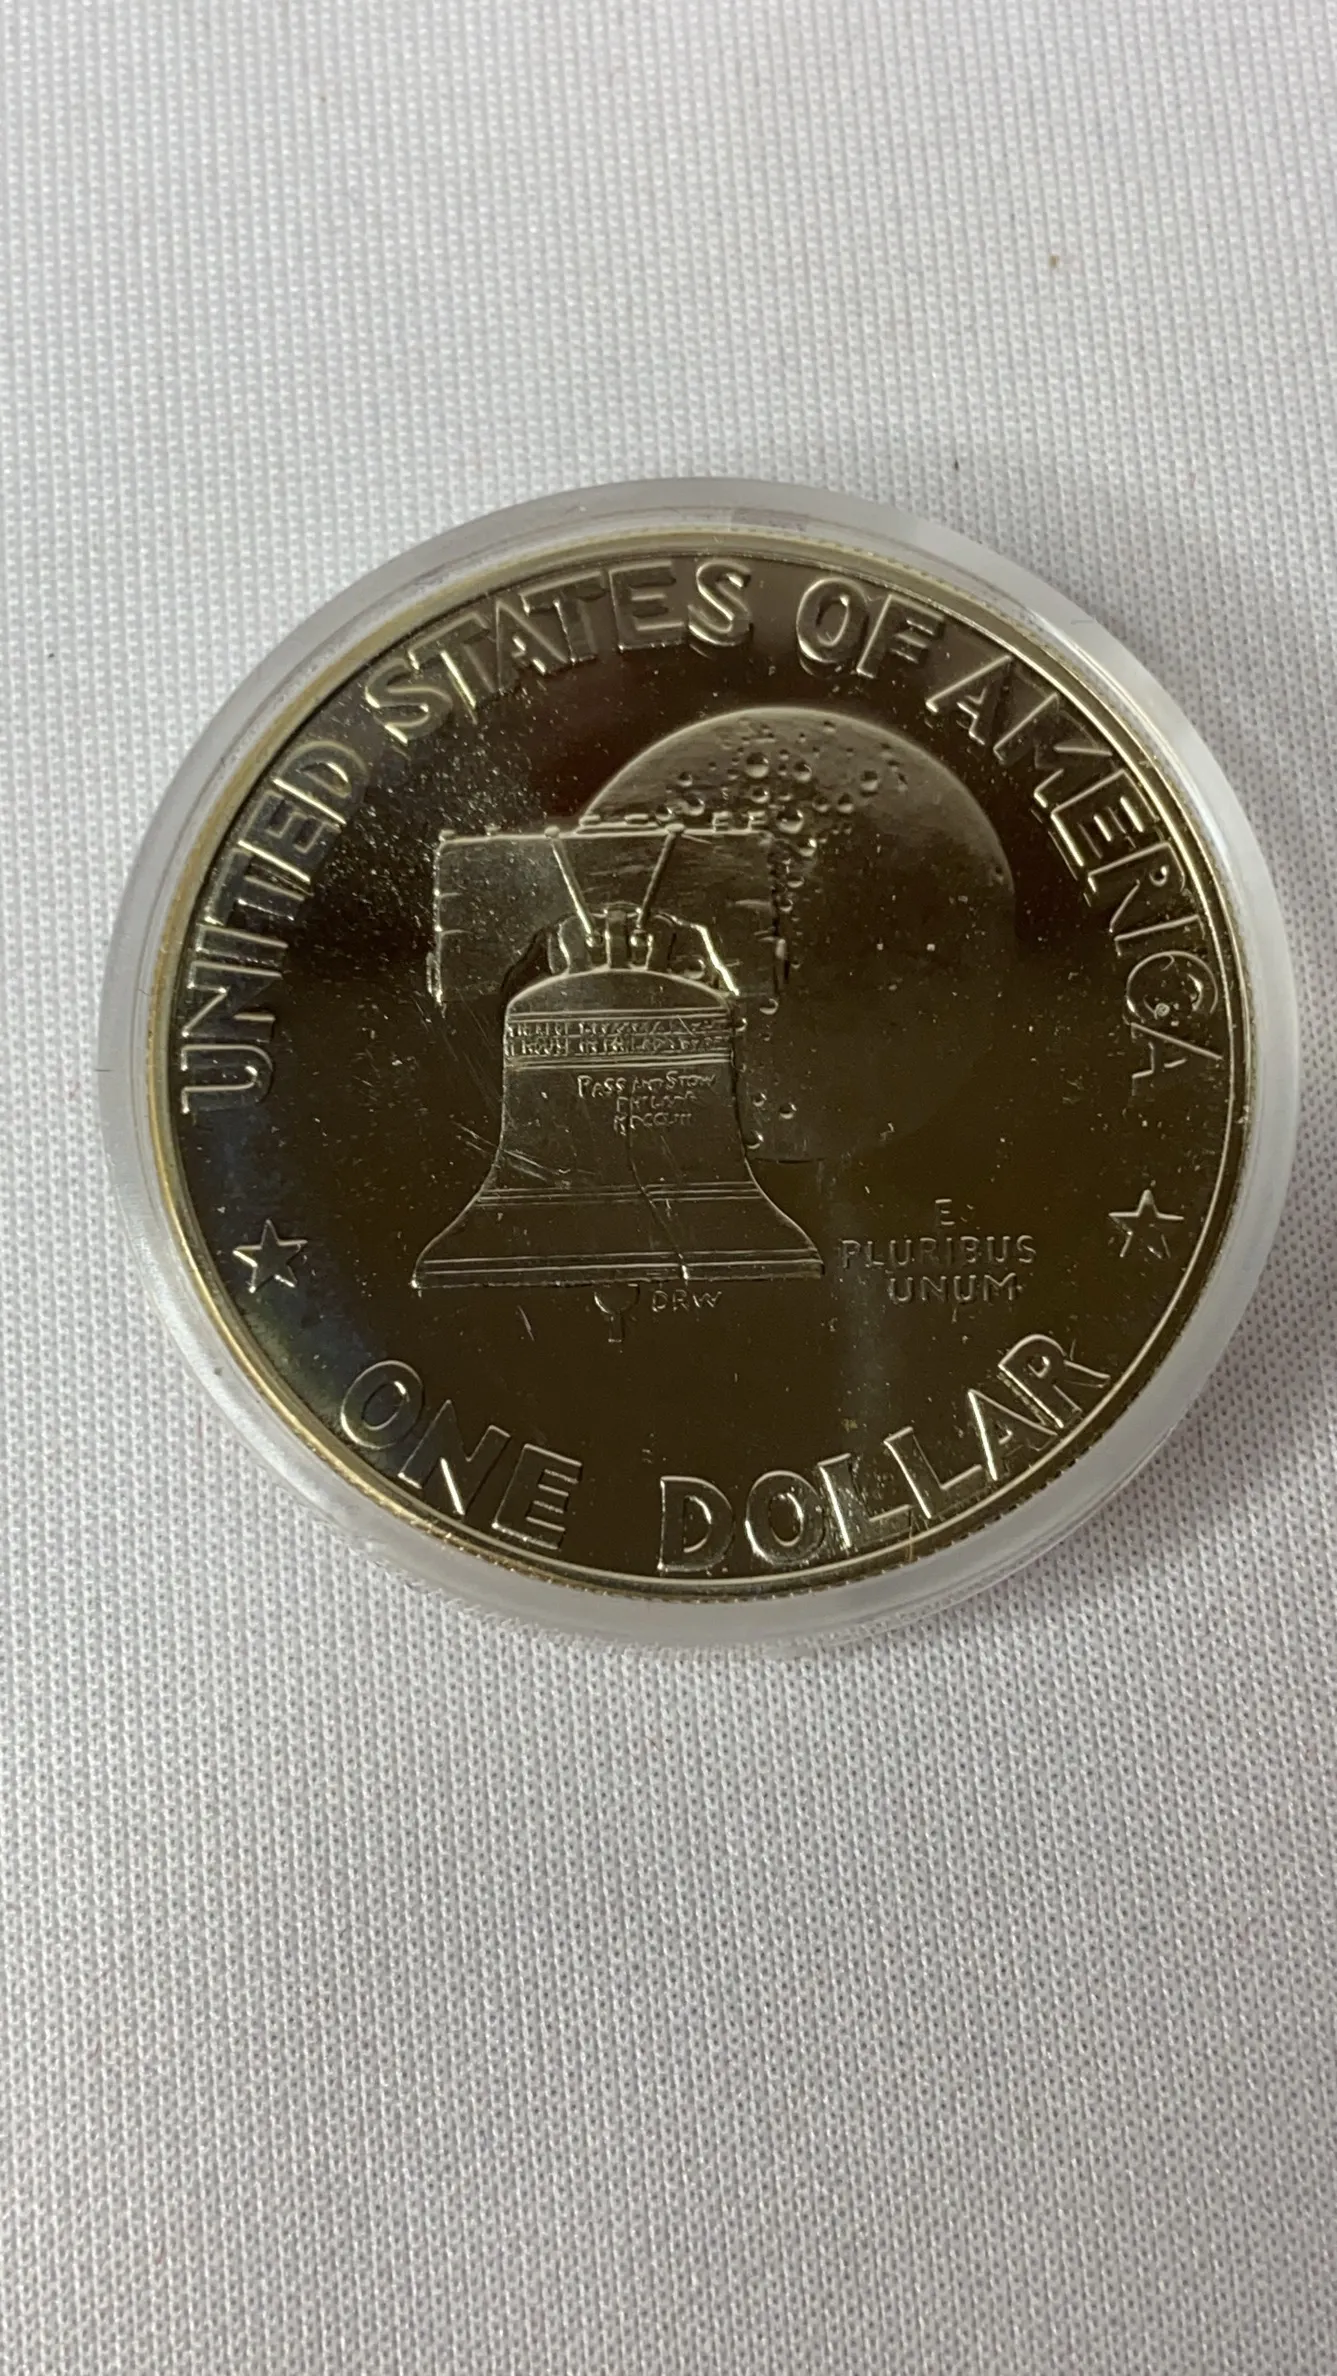 UNITED STATES OF AMERICA
PASS AND STOW
PHILADA
MDCCLIII
E
PLURIBUS
UNUM
DRW
ONE DOLLAR